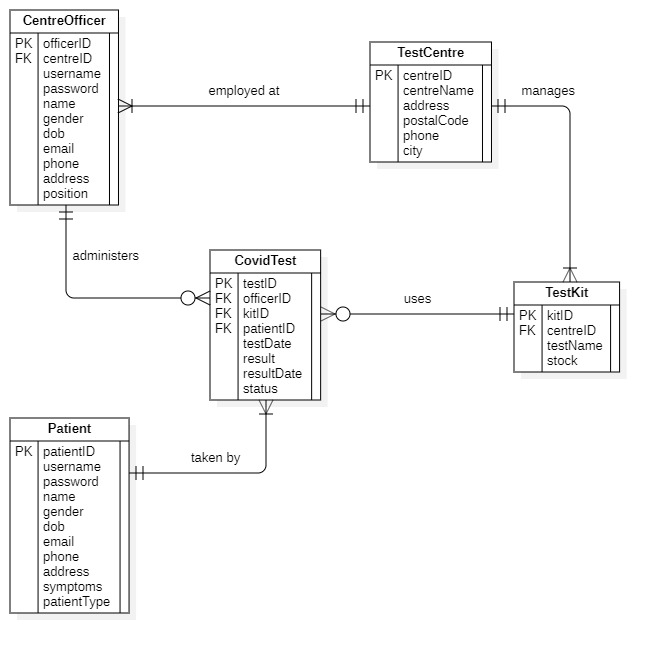 CentreOfficer
PK officerID
FK centreID
username
password
name
gender
dob
email
phone
address
position
employed at
TestCentre
PK centreID
centreName
address
postalCode
phone
city
manages
administers
CovidTest
PK testID
FK officerID
FK kitID
FK patientID
testDate
result
resultDate
status
uses
TestKit
PK kitID
FK centreID
testName
stock
Patient
PK patientID
username
password
name
gender
dob
email
phone
address
symptoms
patientType
taken by